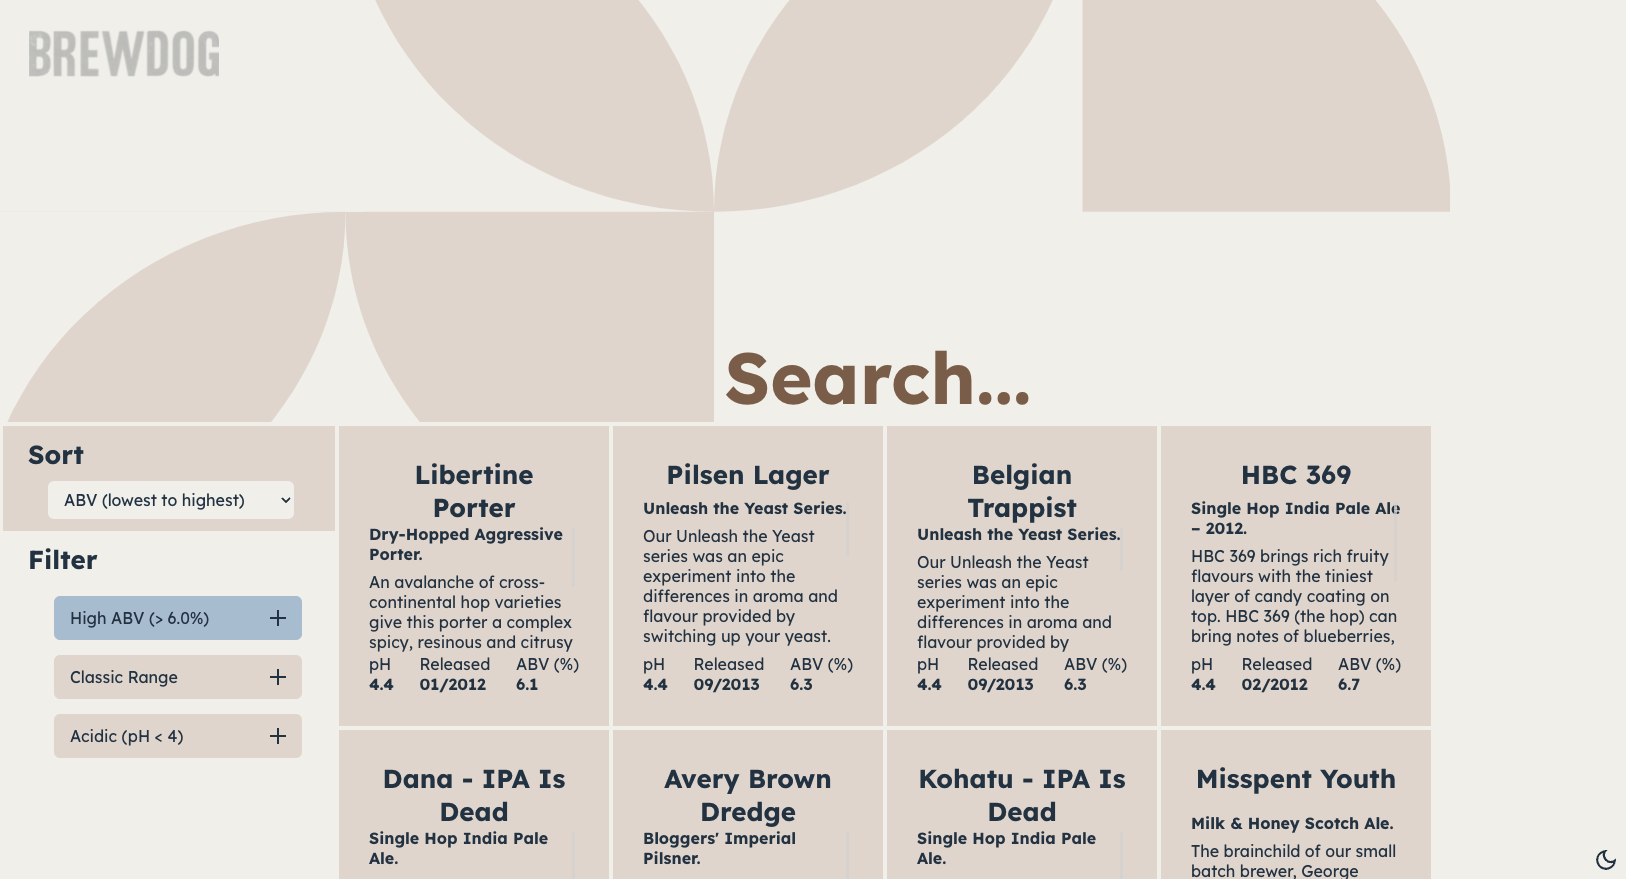 BREWDOG
Search...
Sort
ABV (lowest to highest)
Filter
High ABV (> 6.0%)
Classic Range
Acidic (pH < 4)
Libertine
Porter
Dry-Hopped Aggressive
Porter.
An avalanche of cross-
continental hop varieties
give this porter a complex
spicy, resinous and citrusy
pH Released ABV (%)
4.4 01/2012 6.1
Pilsen Lager
Unleash the Yeast Series.
Our Unleash the Yeast
series was an epic
experiment into the
differences in aroma and
flavour provided by
switching up your yeast.
pH Released ABV (%)
4.4 09/2013 6.3
Belgian
Trappist
Unleash the Yeast Series.
Our Unleash the Yeast
series was an epic
experiment into the
differences in aroma and
flavour provided by
pH Released ABV (%)
4.4 09/2013 6.3
HBC 369
Single Hop India Pale Ale
– 2012.
HBC 369 brings rich fruity
flavours with the tiniest
layer of candy coating on
top. HBC 369 (the hop) can
bring notes of blueberries,
pH Released ABV (%)
4.4 02/2012 6.7
Dana - IPA Is
Dead
Single Hop India Pale
Ale.
Avery Brown
Dredge
Bloggers' Imperial
Pilsner.
Kohatu - IPA Is
Dead
Single Hop India Pale
Ale.
Misspent Youth
Milk & Honey Scotch Ale.
The brainchild of our small
batch brewer, George